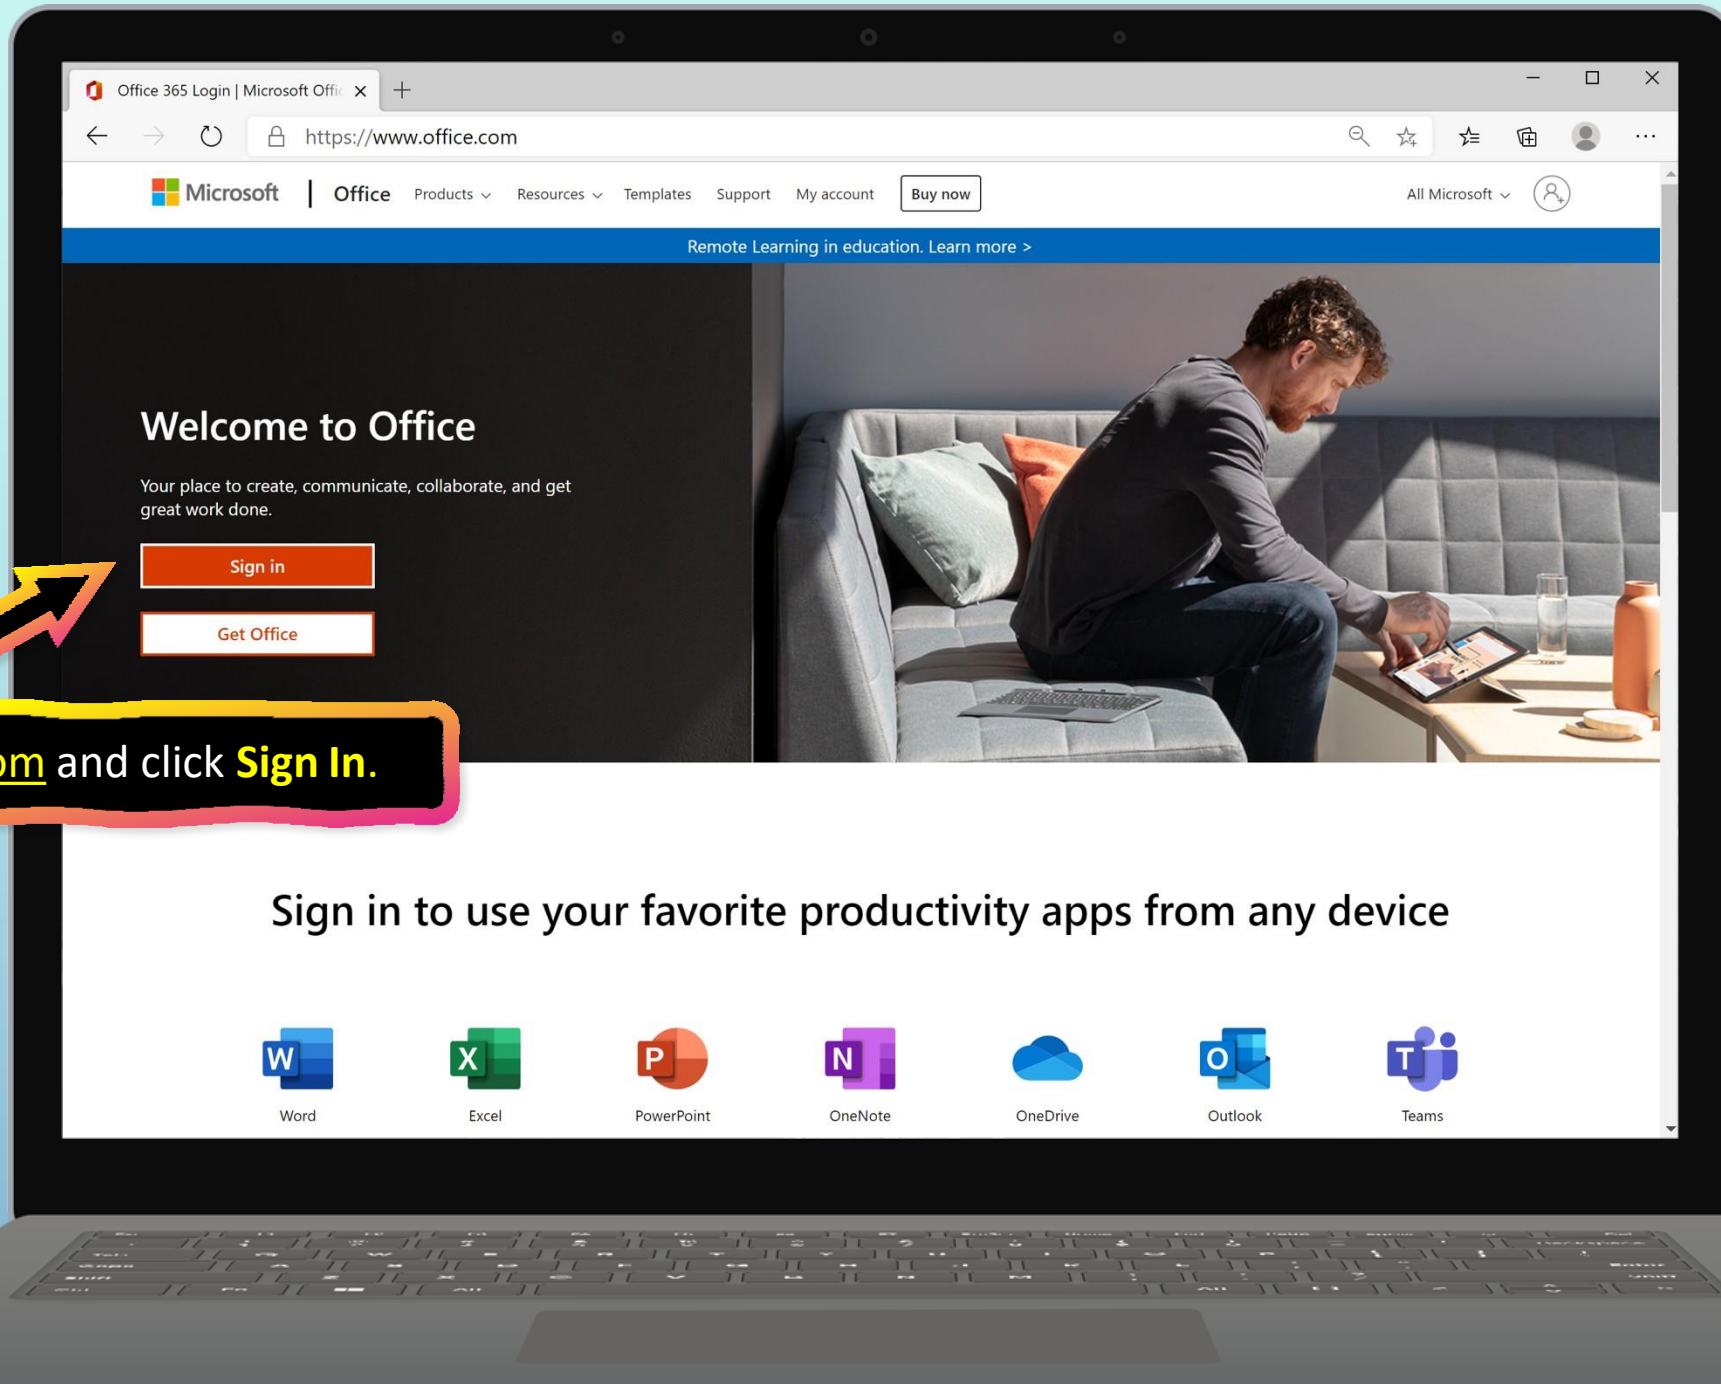 Office 365 Login | Microsoft Offic
https://www.office.com
Microsoft | Office Products Resources Templates Support My account Buy now All Microsoft
Remote Learning in education. Learn more >
Welcome to Office
Your place to create, communicate, collaborate, and get
great work done.
Sign in
Get Office
om and click Sign In.
Sign in to use your favorite productivity apps from any device
W X P N O T
Word Excel PowerPoint OneNote OneDrive Outlook Teams